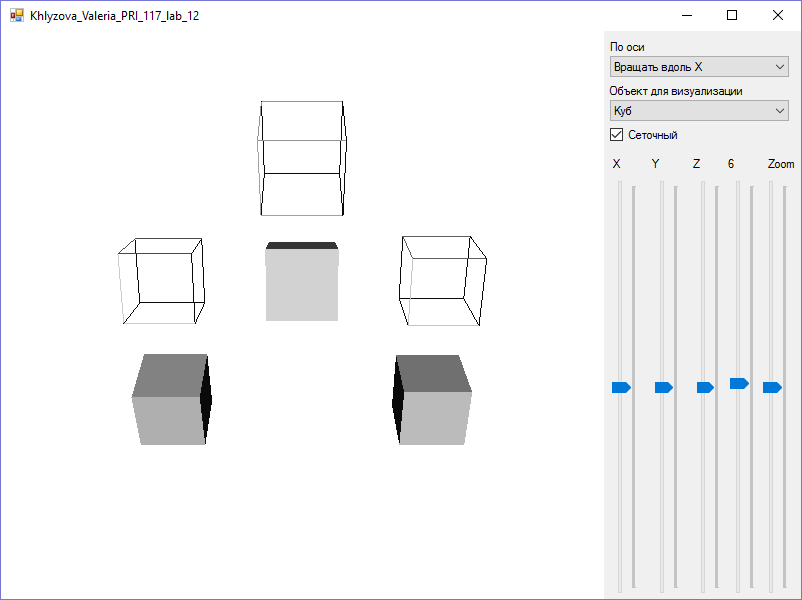 Khlyzova_Valeria_PRI_117_lab_12
По оси
Вращать вдоль X
Объект для визуализации
Куб
Сеточный
X Y Z 6 Zoom